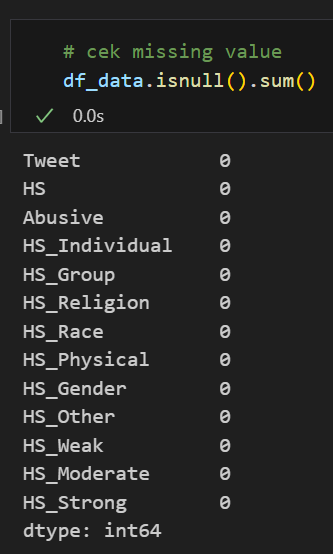 # cek missing value
df_data.isnull().sum()
0.0s
Tweet 0
HS 0
Abusive 0
HS_Individual 0
HS_Group 0
HS_Religion 0
HS_Race 0
HS_Physical 0
HS_Gender 0
HS_Other 0
HS_Weak 0
HS_Moderate 0
HS_Strong 0
dtype: int64